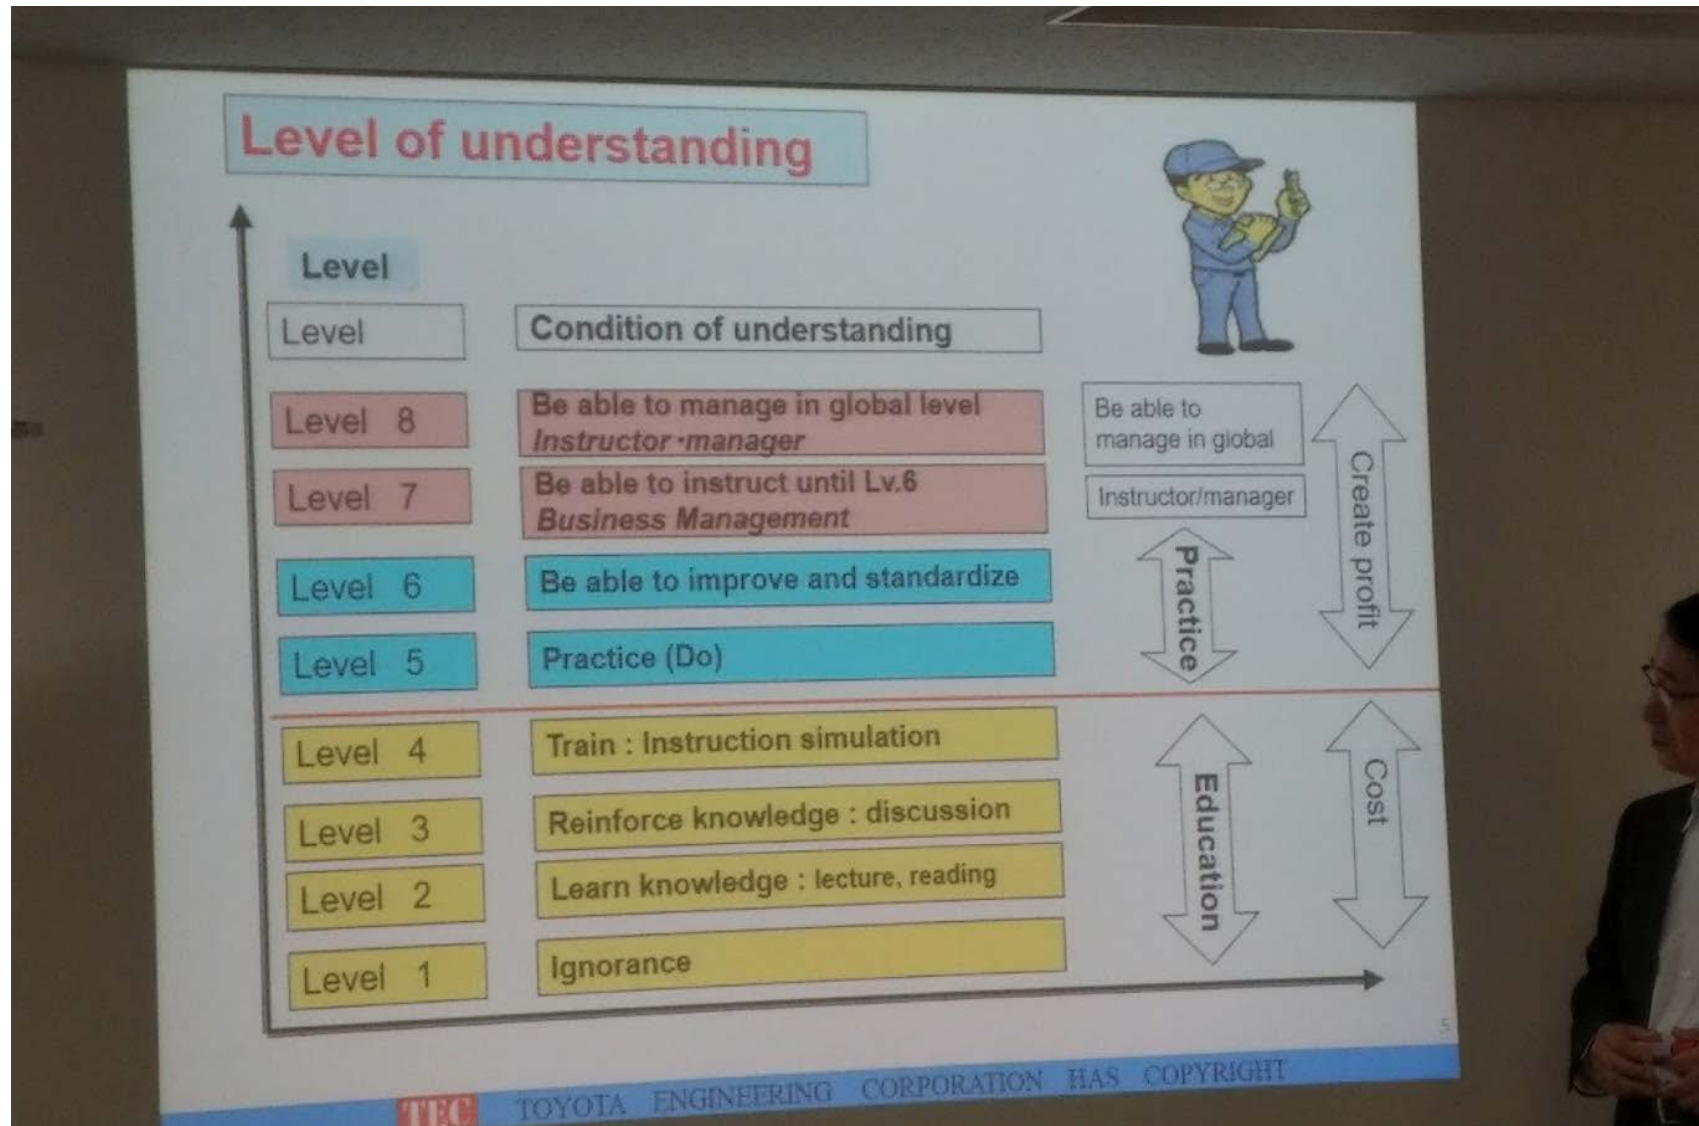 Level of understanding
Level
Level
Condition of understanding
Level 8
Be able to manage in global level
Instructor・manager
Be able to
manage in global
Level 7
Be able to instruct until Lv.6
Business Management
Instructor/manager
Level 6
Be able to improve and standardize
Level 5
Practice (Do)
Practice
Create profit
Level 4
Train : Instruction simulation
Level 3
Reinforce knowledge : discussion
Level 2
Learn knowledge : lecture, reading
Level 1
Ignorance
Education
Cost
5
TEC TOYOTA ENGINEERING CORPORATION HAS COPYRIGHT